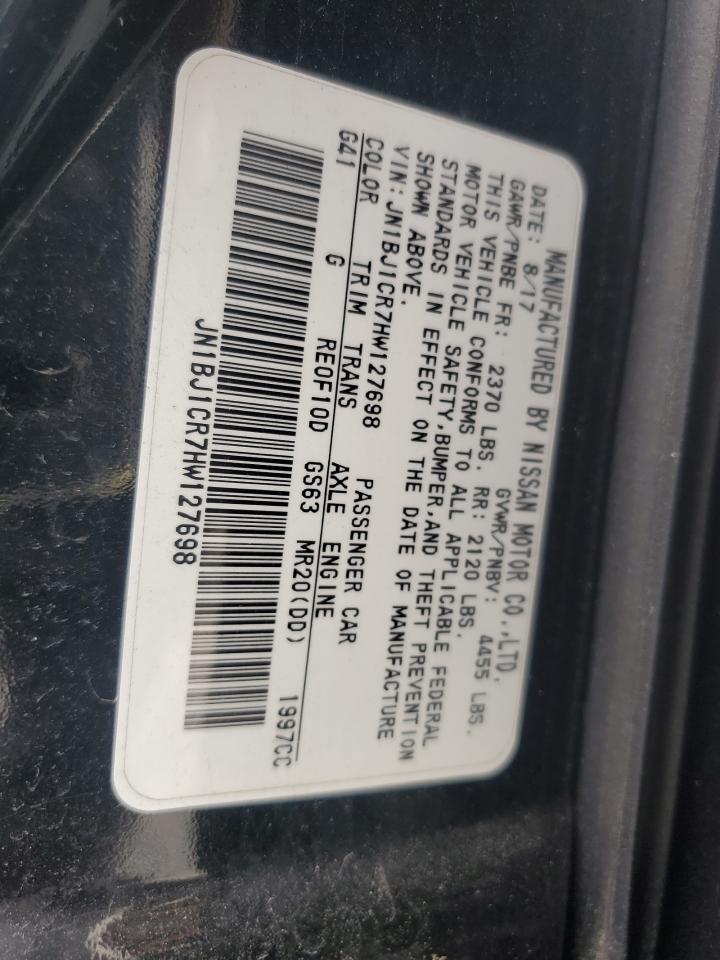 MANUFACTURED BY NISSAN MOTOR CO.,LTD.
DATE: 8/17 GVWR/PNBV: 4455 LBS.
GAWR/PNBE FR: 2370 LBS. RR: 2120 LBS.
THIS VEHICLE CONFORMS TO ALL APPLICABLE FEDERAL
MOTOR VEHICLE SAFETY,BUMPER,AND THEFT PREVENTION
STANDARDS IN EFFECT ON THE DATE OF MANUFACTURE
SHOWN ABOVE.
VIN:JN1BJ1CR7HW127698 PASSENGER CAR
COLOR TRIM TRANS AXLE ENGINE
G41 G RE0F10D GS63 MR20(DD) 1997CC
JN1BJ1CR7HW127698